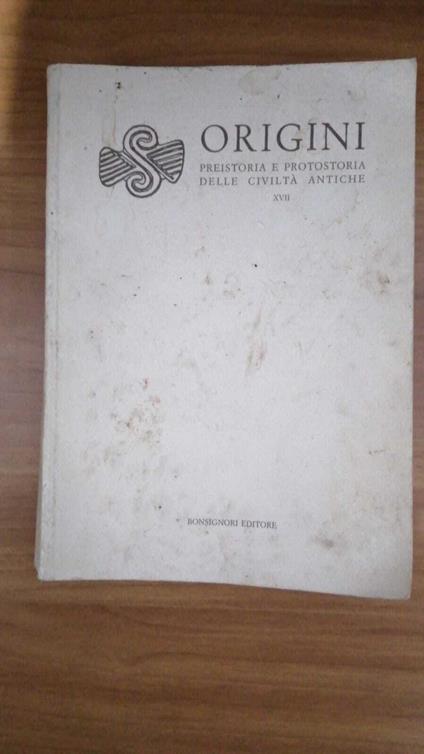 ORIGINI
PREISTORIA E PROTOSTORIA
DELLE CIVILTÀ ANTICHE
XVII
BONSIGNORI EDITORE